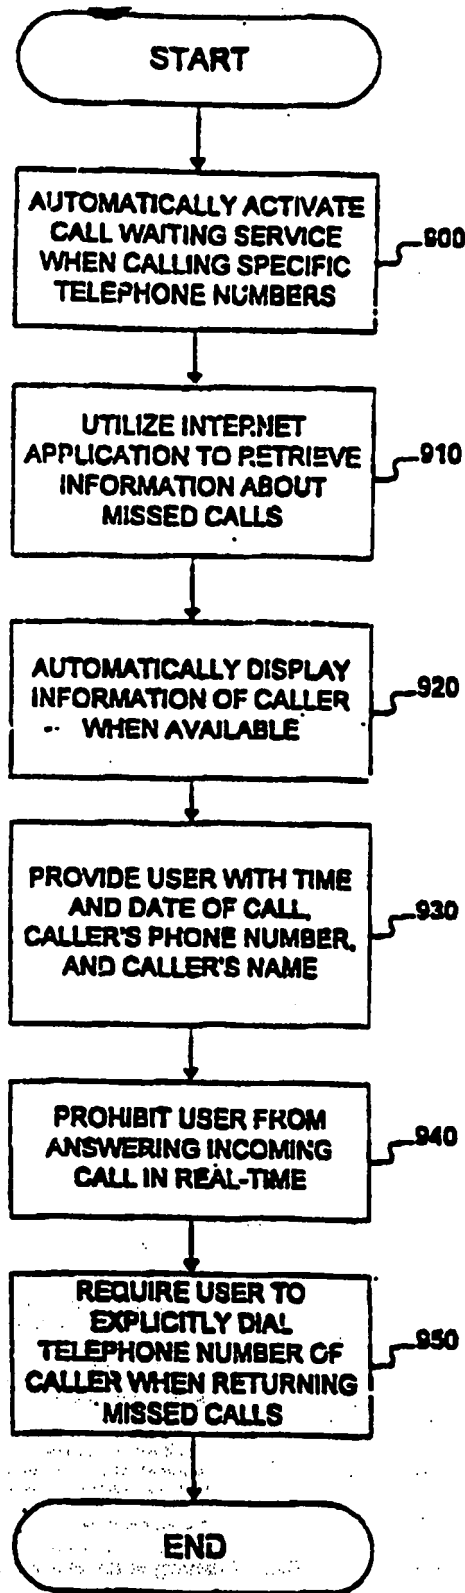 START
AUTOMATICALLY ACTIVATE
CALL WAITING SERVICE
WHEN CALLING SPECIFIC
TELEPHONE NUMBERS
900
UTILIZE INTERNET
APPLICATION TO RETRIEVE
INFORMATION ABOUT
MISSED CALLS
910
AUTOMATICALLY DISPLAY
INFORMATION OF CALLER
WHEN AVAILABLE
920
PROVIDE USER WITH TIME
AND DATE OF CALL,
CALLER'S PHONE NUMBER,
AND CALLER'S NAME
930
PROHIBIT USER FROM
ANSWERING INCOMING
CALL IN REAL-TIME
940
REQUIRE USER TO
EXPLICITLY DIAL
TELEPHONE NUMBER OF
CALLER WHEN RETURNING
MISSED CALLS
950
END